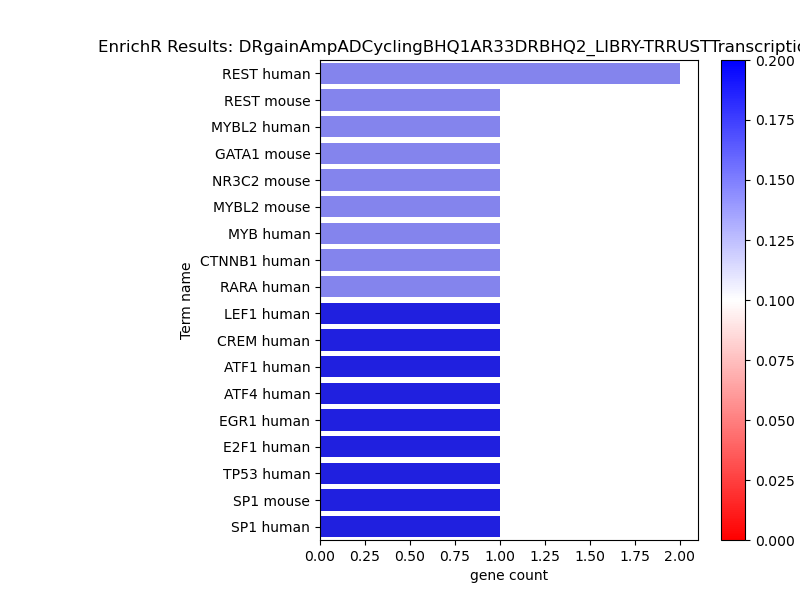 EnrichR Results: DRgainAmpADCyclingBHQ1AR33DRBHQ2_LIBRY-TRRUSTTranscriptio
REST human
REST mouse
MYBL2 human
GATA1 mouse
NR3C2 mouse
MYBL2 mouse
MYB human
CTNNB1 human
RARA human
LEF1 human
CREM human
ATF1 human
ATF4 human
EGR1 human
E2F1 human
TP53 human
SP1 mouse
SP1 human
Term name
0.00 0.25 0.50 0.75 1.00 1.25 1.50 1.75 2.00
gene count
0.200
0.175
0.150
0.125
0.100
0.075
0.050
0.025
0.000